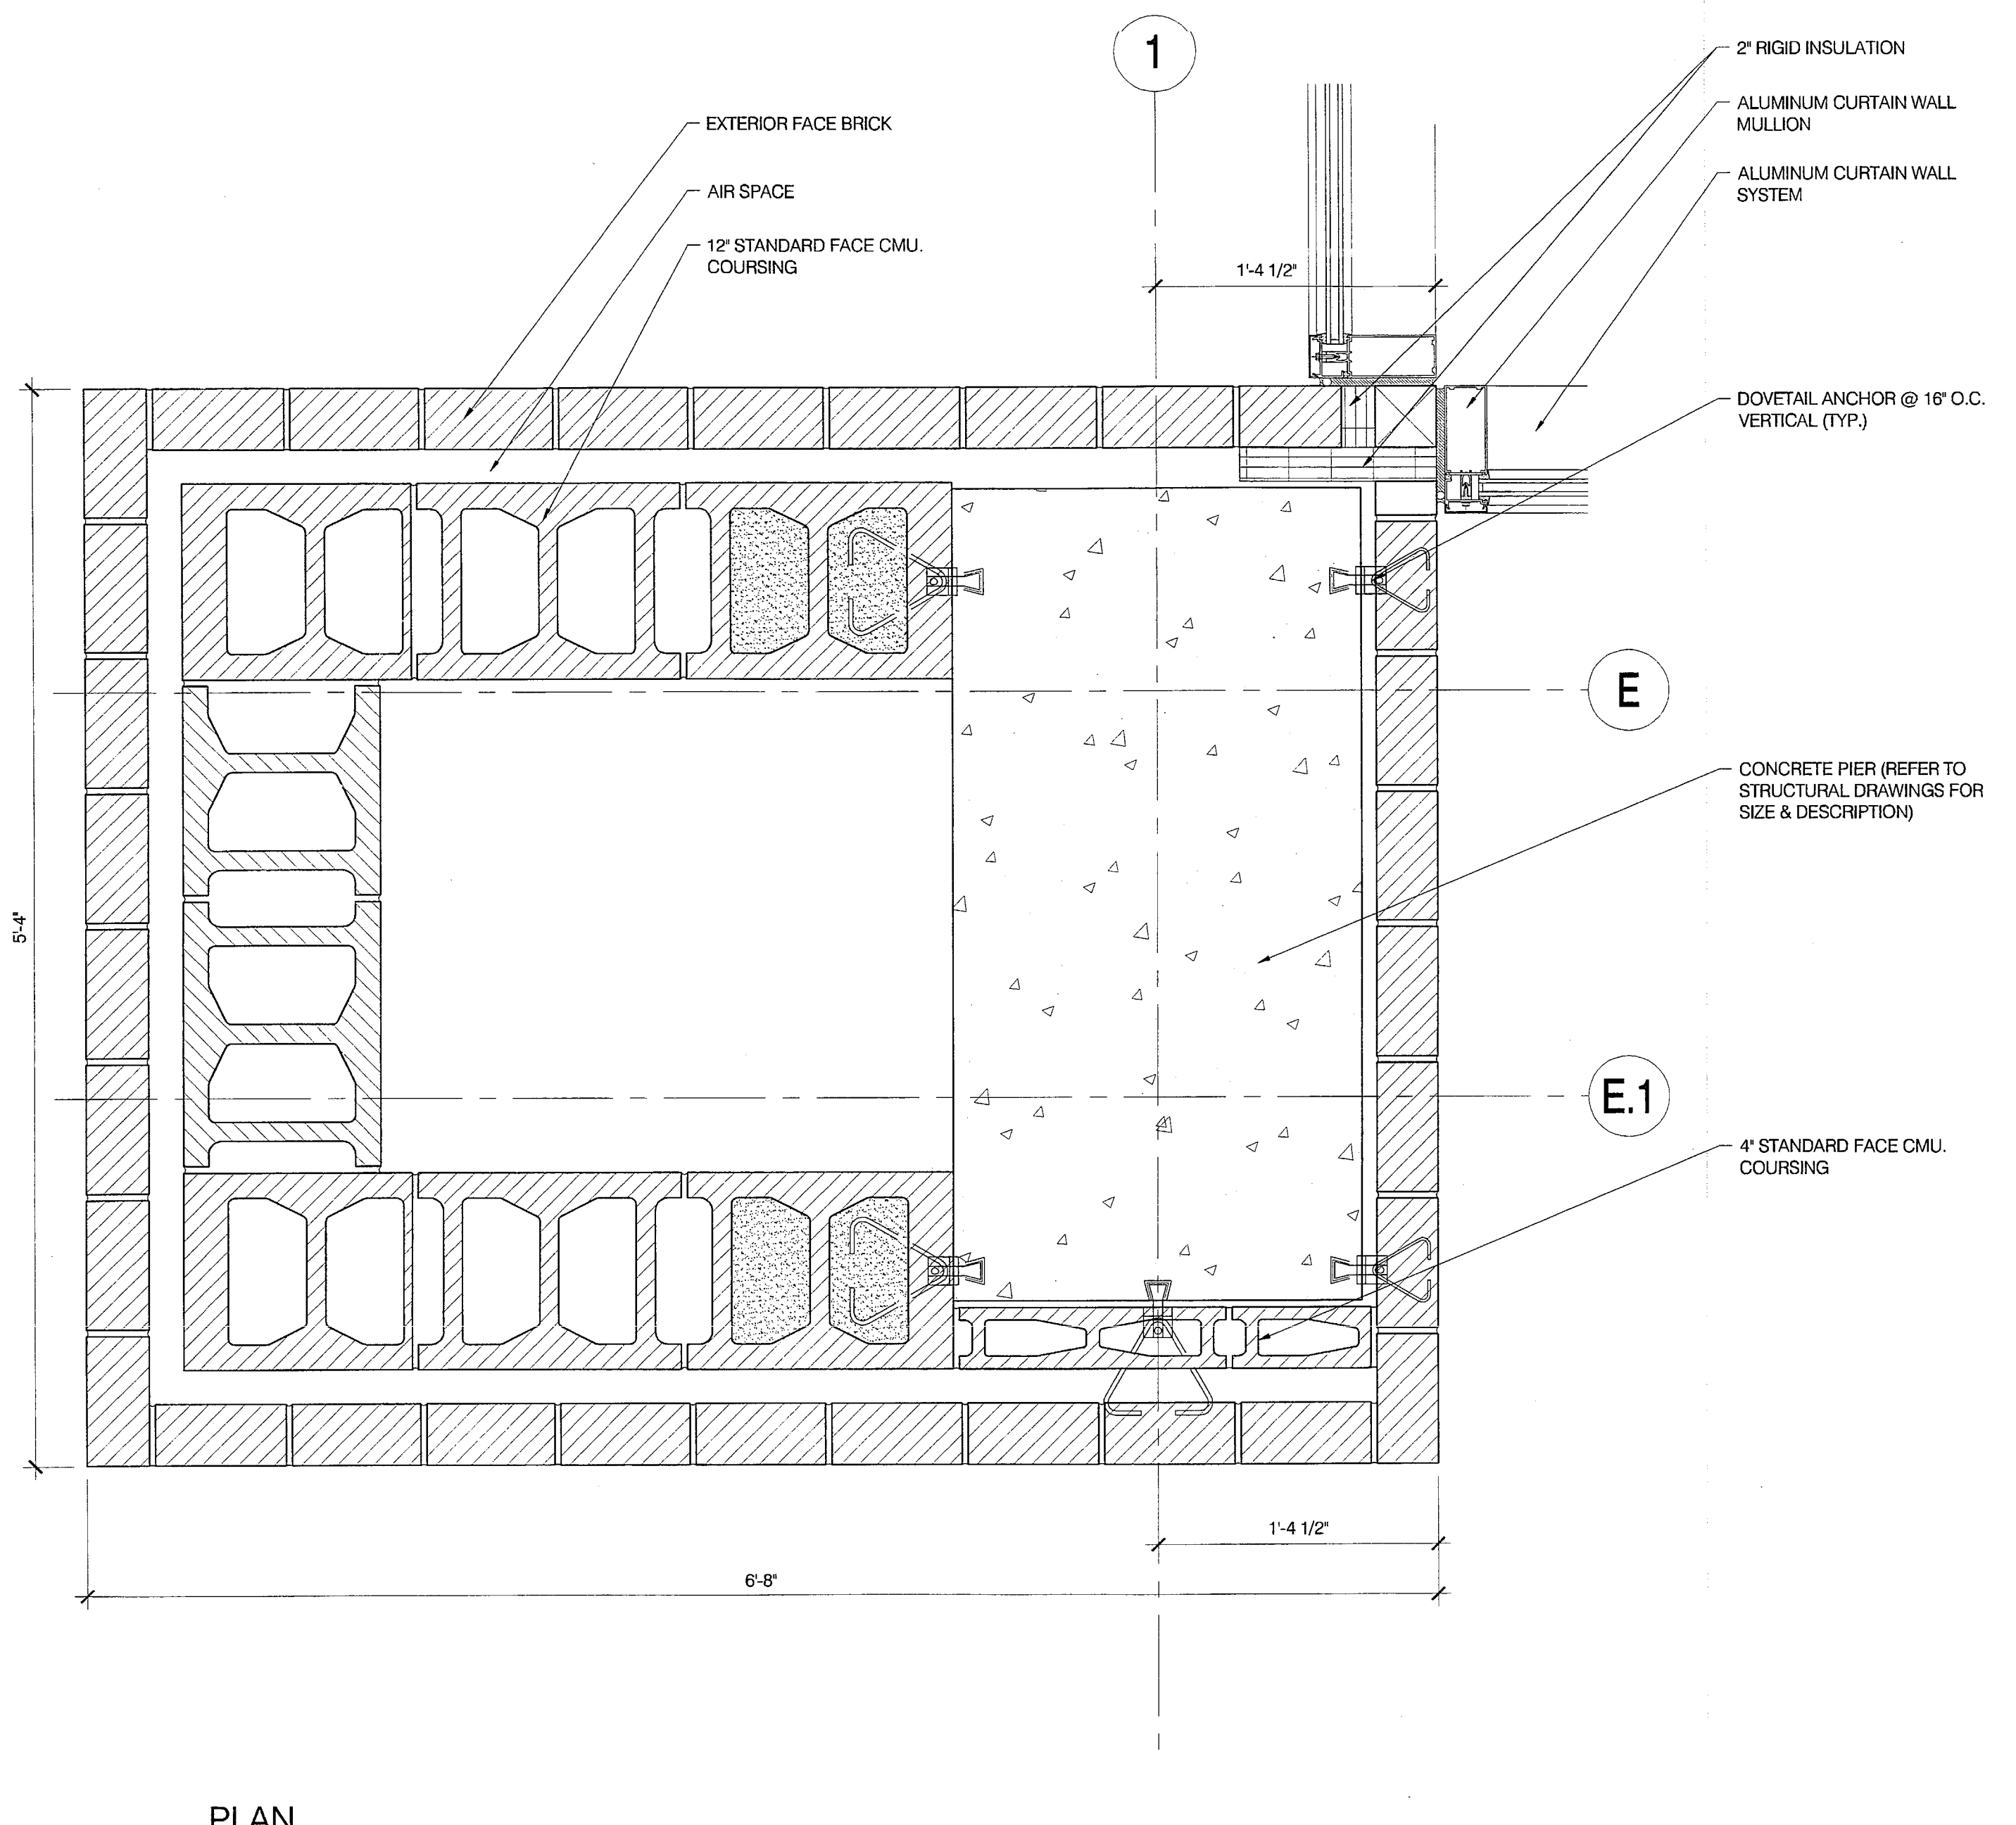 1
2" RIGID INSULATION
ALUMINUM CURTAIN WALL
MULLION
EXTERIOR FACE BRICK
ALUMINUM CURTAIN WALL
SYSTEM
AIR SPACE
12" STANDARD FACE CMU.
COURSING
1'-4 1/2"
DOVETAIL ANCHOR @ 16" O.C.
VERTICAL (TYP.)
E
CONCRETE PIER (REFER TO
STRUCTURAL DRAWINGS FOR
SIZE & DESCRIPTION)
5'-4"
E.1
4" STANDARD FACE CMU.
COURSING
1'-4 1/2"
6'-8"
PLAN